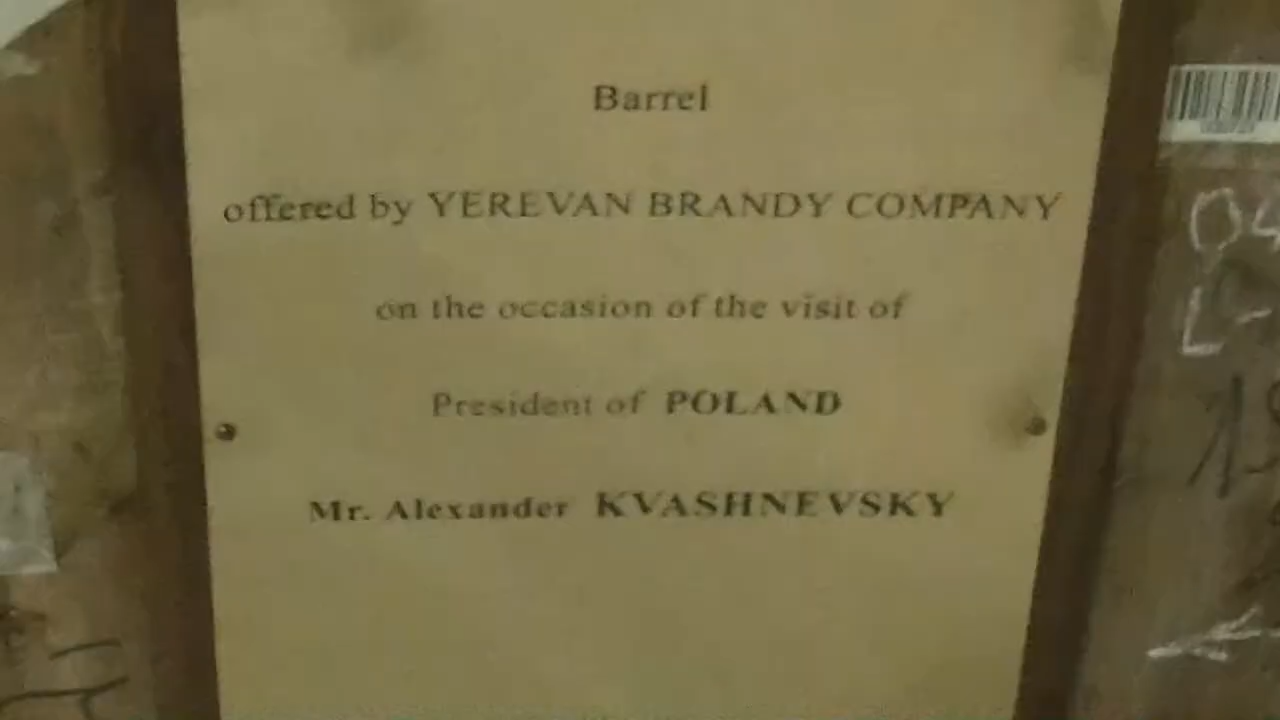 Barrel
offered by YEREVAN BRANDY COMPANY
on the occasion of the visit of
President of POLAND
Mr. Alexander KVASHNEVSKY